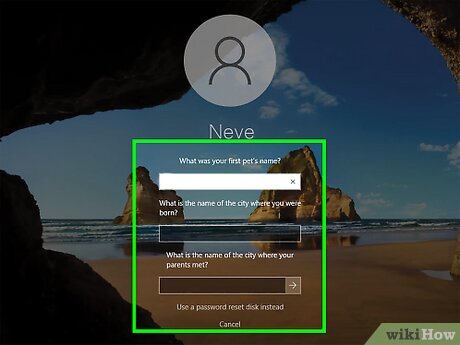 Neve
What was your first pet's name?
What is the name of the city where you were
born?
What is the name of the city where your
parents met?
Use a password reset disk instead
Cancel
wikiHow